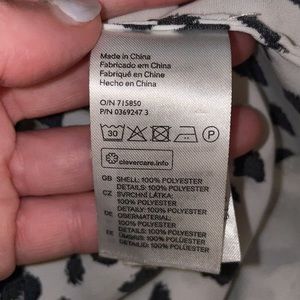 Made in China
Fabricado em China
Fabriqué en Chine
Hecho en China
O/N 715850
P/N 0369247 3
30
P
clevercare.info
GB SHELL: 100% POLYESTER
DETAILS: 100% POLYESTER
CZ SVRCHNÍ LÁTKA:
100% POLYESTER
DETAILY: 100% POLYESTER
DE OBERMATERIAL:
100% POLYESTER
DETAILS: 100% POLYESTER
100% POLYESTER